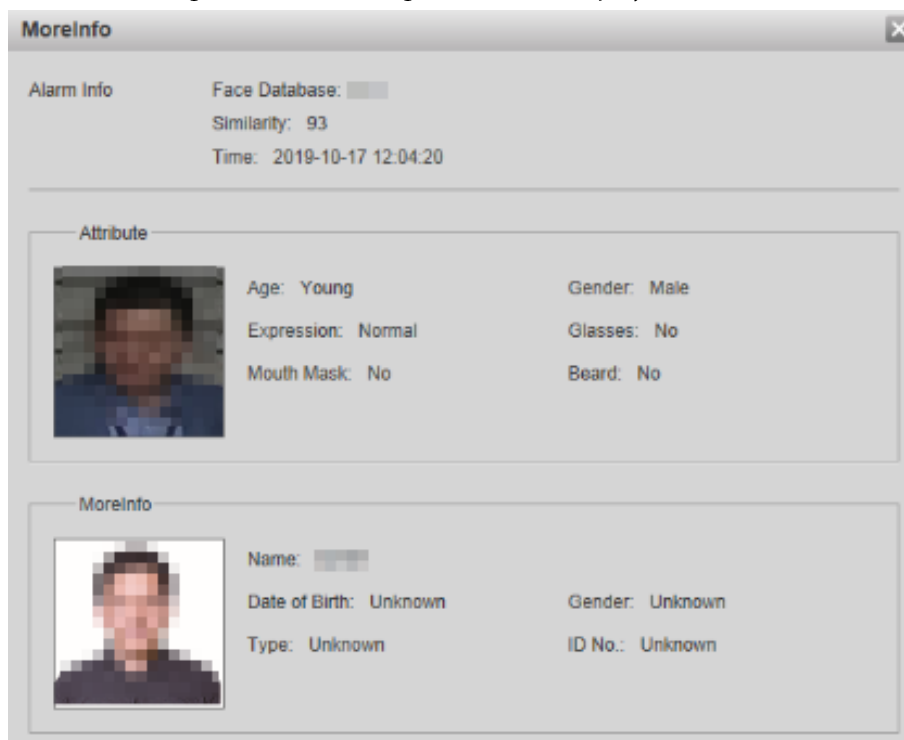 MoreInfo
Alarm Info Face Database:
Similarity: 93
Time: 2019-10-17 12:04:20
Attribute
Age: Young Gender: Male
Expression: Normal Glasses: No
Mouth Mask: No Beard: No
MoreInfo
Name:
Date of Birth: Unknown Gender: Unknown
Type: Unknown ID No.: Unknown